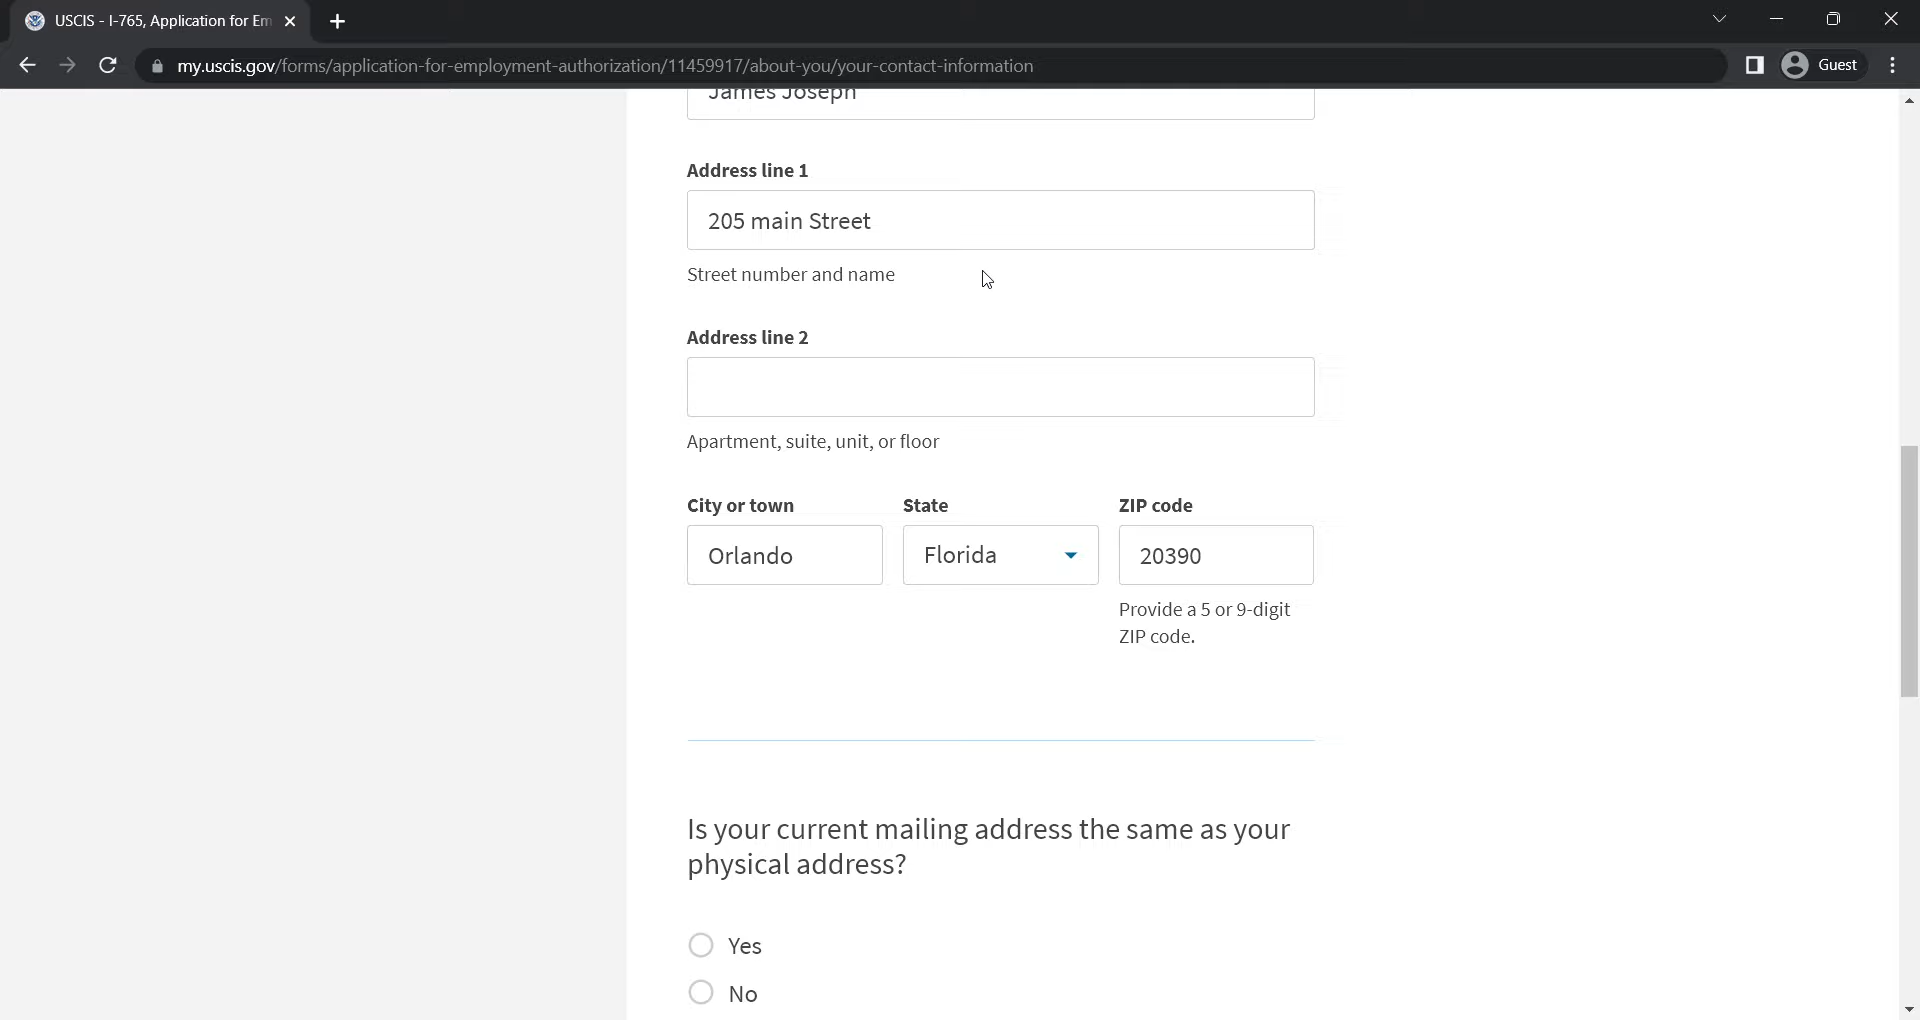 USCIS - I-765, Application for Em
my.uscis.gov/forms/application-for-employment-authorization/11459917/about-you/your-contact-information
Guest
James Joseph
Address line 1
205 main Street
Street number and name
Address line 2
Apartment, suite, unit, or floor
City or town State ZIP code
Orlando Florida 20390
Provide a 5 or 9-digit
ZIP code.
Is your current mailing address the same as your
physical address?
Yes
No